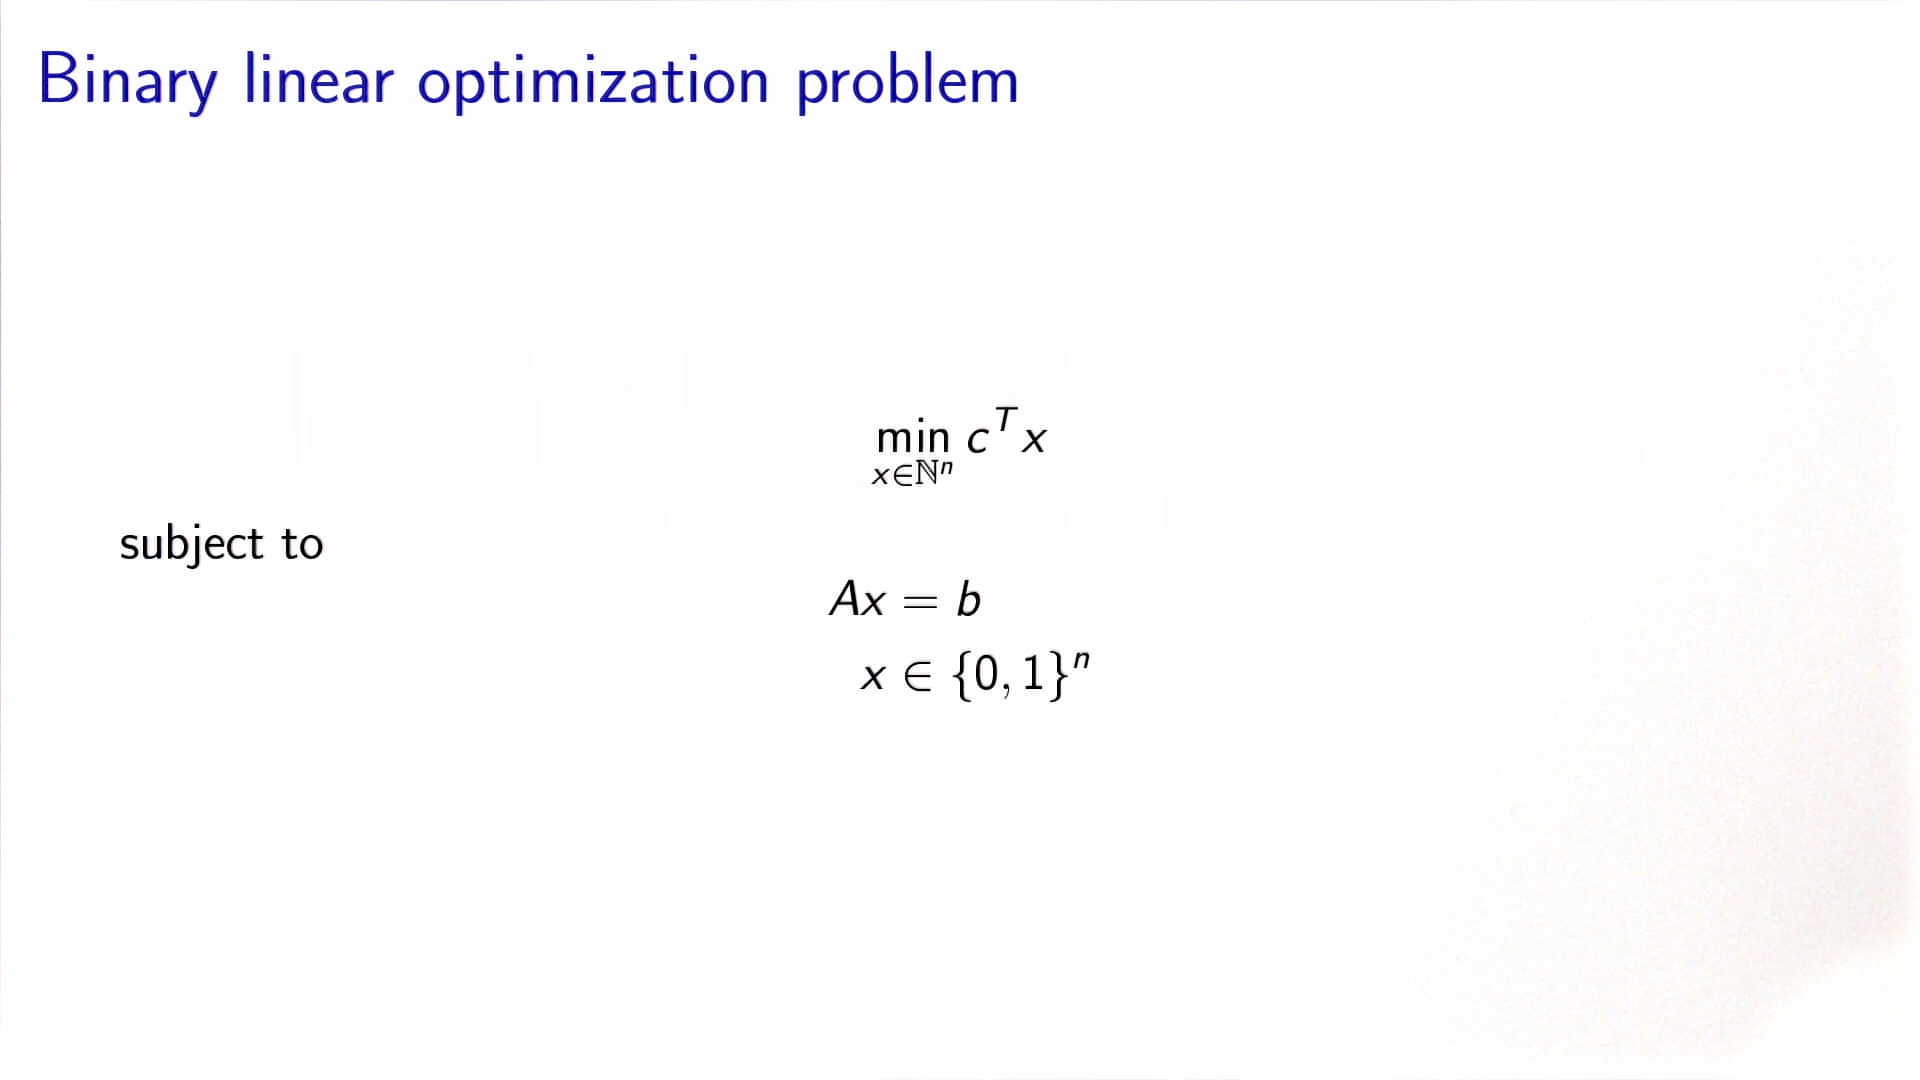 Binary linear optimization problem
min c^T x
x∈ℕ^n
subject to
Ax = b
x ∈ {0, 1}^n